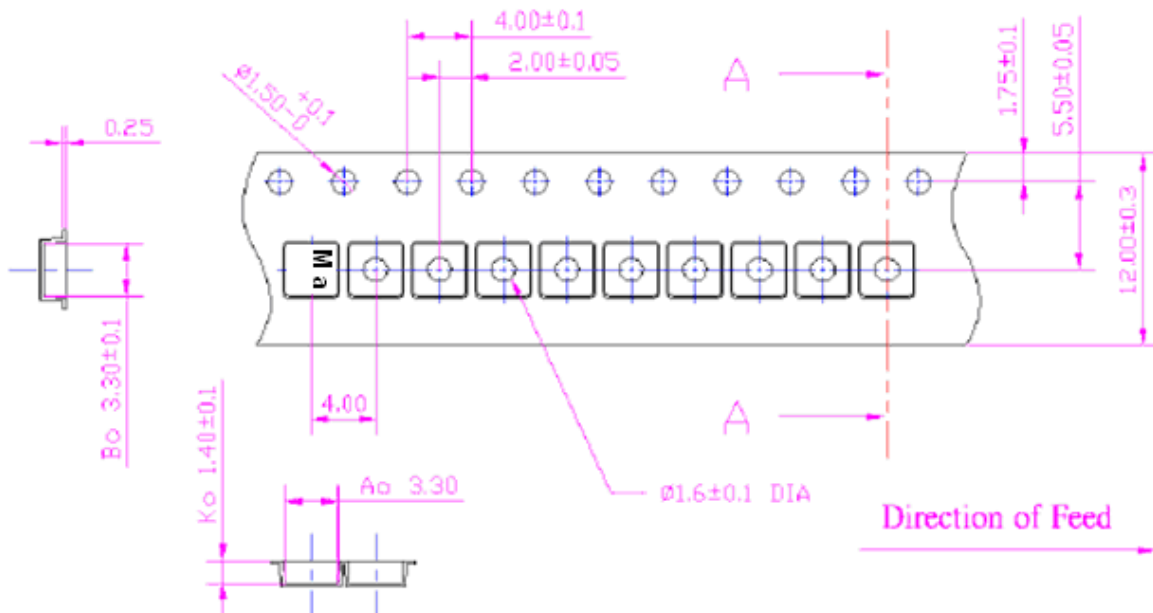 4.00±0.1
2.00±0.05
Ø1.50 +0.1 -0
0.25
A
1.75±0.1
5.50±0.05
12.00±0.3
M a
Bo 3.30±0.1
4.00
A
Ko 1.40±0.1
Ao 3.30
Ø1.6±0.1 DIA
Direction of Feed